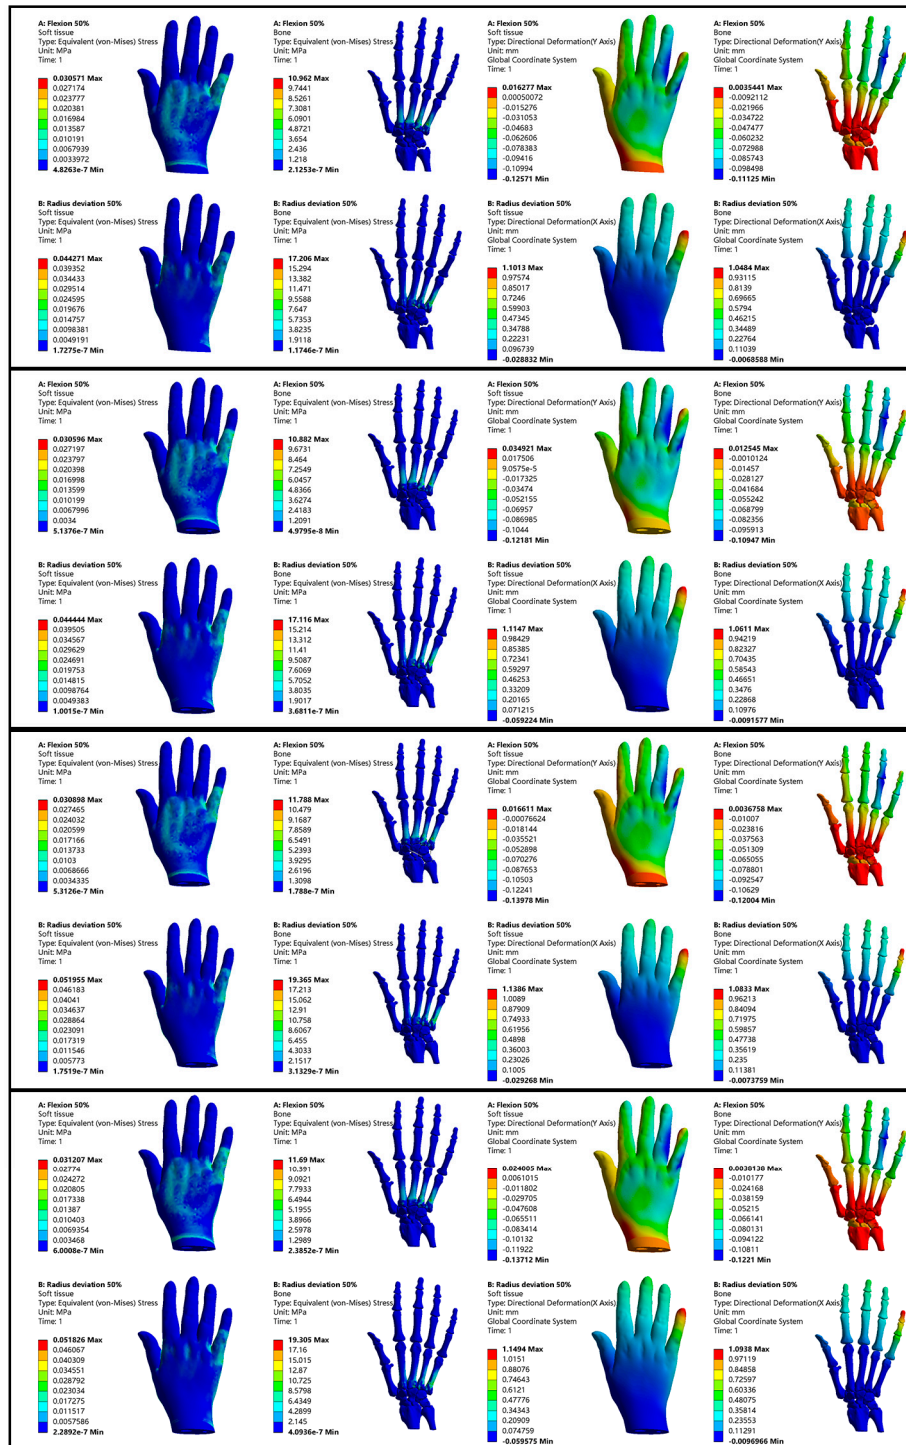 A: Flexion 50%
Soft tissue
Type: Equivalent (von-Mises) Stress
Unit: MPa
Time: 1
0.030571 Max
0.027174
0.023777
0.020381
0.016984
0.013587
0.010191
0.0067939
0.0033972
4.8263e-7 Min
A: Flexion 50%
Bone
Type: Equivalent (von-Mises) Stress
Unit: MPa
Time: 1
10.962 Max
9.7441
8.5261
7.3081
6.0901
4.8721
3.654
2.436
1.218
2.1253e-7 Min
A: Flexion 50%
Soft tissue
Type: Directional Deformation(Y Axis)
Unit: mm
Global Coordinate System
Time: 1
0.016277 Max
0.00050072
-0.015276
-0.031053
-0.04683
-0.062606
-0.078383
-0.09416
-0.10994
-0.12571 Min
A: Flexion 50%
Bone
Type: Directional Deformation(Y Axis)
Unit: mm
Global Coordinate System
Time: 1
0.0035441 Max
-0.0092112
-0.021966
-0.034722
-0.047477
-0.060232
-0.072988
-0.085743
-0.098498
-0.11125 Min
B: Radius deviation 50%
Soft tissue
Type: Equivalent (von-Mises) Stress
Unit: MPa
Time: 1
0.044271 Max
0.039352
0.034433
0.029514
0.024595
0.019676
0.014757
0.0098381
0.0049191
1.7275e-7 Min
B: Radius deviation 50%
Bone
Type: Equivalent (von-Mises) Stress
Unit: MPa
Time: 1
17.206 Max
15.294
13.382
11.471
9.5588
7.647
5.7353
3.8235
1.9118
1.1746e-7 Min
B: Radius deviation 50%
Soft tissue
Type: Directional Deformation(X Axis)
Unit: mm
Global Coordinate System
Time: 1
1.1013 Max
0.97574
0.85017
0.7246
0.59903
0.47345
0.34788
0.22231
0.096739
-0.028832 Min
B: Radius deviation 50%
Bone
Type: Directional Deformation(X Axis)
Unit: mm
Global Coordinate System
Time: 1
1.0484 Max
0.93115
0.8139
0.69665
0.5794
0.46215
0.34489
0.22764
0.11039
-0.0068588 Min
A: Flexion 50%
Soft tissue
Type: Equivalent (von-Mises) Stress
Unit: MPa
Time: 1
0.030596 Max
0.027197
0.023797
0.020398
0.016998
0.013599
0.010199
0.0067996
0.0034
5.1376e-7 Min
A: Flexion 50%
Bone
Type: Equivalent (von-Mises) Stress
Unit: MPa
Time: 1
10.882 Max
9.6731
8.464
7.2549
6.0457
4.8366
3.6274
2.4183
1.2091
4.9795e-8 Min
A: Flexion 50%
Soft tissue
Type: Directional Deformation(Y Axis)
Unit: mm
Global Coordinate System
Time: 1
0.034921 Max
0.017506
9.0575e-5
-0.017325
-0.03474
-0.052155
-0.06957
-0.086985
-0.1044
-0.12181 Min
A: Flexion 50%
Bone
Type: Directional Deformation(Y Axis)
Unit: mm
Global Coordinate System
Time: 1
0.012545 Max
-0.0010124
-0.01457
-0.028127
-0.041684
-0.055242
-0.068799
-0.082356
-0.095913
-0.10947 Min
B: Radius deviation 50%
Soft tissue
Type: Equivalent (von-Mises) Stress
Unit: MPa
Time: 1
0.044444 Max
0.039505
0.034567
0.029629
0.024691
0.019753
0.014815
0.0098764
0.0049383
1.0015e-7 Min
B: Radius deviation 50%
Bone
Type: Equivalent (von-Mises) Stress
Unit: MPa
Time: 1
17.116 Max
15.214
13.312
11.41
9.5087
7.6069
5.7052
3.8035
1.9017
3.6811e-7 Min
B: Radius deviation 50%
Soft tissue
Type: Directional Deformation(X Axis)
Unit: mm
Global Coordinate System
Time: 1
1.1147 Max
0.98429
0.85385
0.72341
0.59297
0.46253
0.33209
0.20165
0.071215
-0.059224 Min
B: Radius deviation 50%
Bone
Type: Directional Deformation(X Axis)
Unit: mm
Global Coordinate System
Time: 1
1.0611 Max
0.94219
0.82327
0.70435
0.58543
0.46651
0.3476
0.22868
0.10976
-0.0091577 Min
A: Flexion 50%
Soft tissue
Type: Equivalent (von-Mises) Stress
Unit: MPa
Time: 1
0.030898 Max
0.027465
0.024032
0.020599
0.017166
0.013733
0.0103
0.0068666
0.0034335
5.3126e-7 Min
A: Flexion 50%
Bone
Type: Equivalent (von-Mises) Stress
Unit: MPa
Time: 1
11.788 Max
10.479
9.1687
7.8589
6.5491
5.2393
3.9295
2.6196
1.3098
1.788e-7 Min
A: Flexion 50%
Soft tissue
Type: Directional Deformation(Y Axis)
Unit: mm
Global Coordinate System
Time: 1
0.016611 Max
-0.00076624
-0.018144
-0.035521
-0.052898
-0.070276
-0.087653
-0.10503
-0.12241
-0.13978 Min
A: Flexion 50%
Bone
Type: Directional Deformation(Y Axis)
Unit: mm
Global Coordinate System
Time: 1
0.0036758 Max
-0.01007
-0.023816
-0.037563
-0.051309
-0.065055
-0.078801
-0.092547
-0.10629
-0.12004 Min
B: Radius deviation 50%
Soft tissue
Type: Equivalent (von-Mises) Stress
Unit: MPa
Time: 1
0.051955 Max
0.046183
0.04041
0.034637
0.028864
0.023091
0.017319
0.011546
0.005773
1.7519e-7 Min
B: Radius deviation 50%
Bone
Type: Equivalent (von-Mises) Stress
Unit: MPa
Time: 1
19.365 Max
17.213
15.062
12.91
10.758
8.6067
6.455
4.3033
2.1517
3.1329e-7 Min
B: Radius deviation 50%
Soft tissue
Type: Directional Deformation(X Axis)
Unit: mm
Global Coordinate System
Time: 1
1.1386 Max
1.0089
0.87909
0.74933
0.61956
0.4898
0.36003
0.23026
0.1005
-0.029268 Min
B: Radius deviation 50%
Bone
Type: Directional Deformation(X Axis)
Unit: mm
Global Coordinate System
Time: 1
1.0833 Max
0.96213
0.84094
0.71975
0.59857
0.47738
0.35619
0.235
0.11381
-0.0073759 Min
A: Flexion 50%
Soft tissue
Type: Equivalent (von-Mises) Stress
Unit: MPa
Time: 1
0.031207 Max
0.02774
0.024272
0.020805
0.017338
0.01387
0.010403
0.0069354
0.003468
6.0008e-7 Min
A: Flexion 50%
Bone
Type: Equivalent (von-Mises) Stress
Unit: MPa
Time: 1
11.69 Max
10.391
9.0921
7.7933
6.4944
5.1955
3.8966
2.5978
1.2989
2.3852e-7 Min
A: Flexion 50%
Soft tissue
Type: Directional Deformation(Y Axis)
Unit: mm
Global Coordinate System
Time: 1
0.024005 Max
0.0061015
-0.011802
-0.029705
-0.047608
-0.065511
-0.083414
-0.10132
-0.11922
-0.13712 Min
A: Flexion 50%
Bone
Type: Directional Deformation(Y Axis)
Unit: mm
Global Coordinate System
Time: 1
Max
-0.010177
-0.024168
-0.038159
-0.05215
-0.066141
-0.080131
-0.094122
-0.10811
-0.1221 Min
B: Radius deviation 50%
Soft tissue
Type: Equivalent (von-Mises) Stress
Unit: MPa
Time: 1
0.051826 Max
0.046067
0.040309
0.034551
0.028792
0.023034
0.017275
0.011517
0.0057586
2.2892e-7 Min
B: Radius deviation 50%
Bone
Type: Equivalent (von-Mises) Stress
Unit: MPa
Time: 1
19.305 Max
17.16
15.015
12.87
10.725
8.5798
6.4349
4.2899
2.145
4.0936e-7 Min
B: Radius deviation 50%
Soft tissue
Type: Directional Deformation(X Axis)
Unit: mm
Global Coordinate System
Time: 1
1.1494 Max
1.0151
0.88076
0.74643
0.6121
0.47776
0.34343
0.20909
0.074759
-0.059575 Min
B: Radius deviation 50%
Bone
Type: Directional Deformation(X Axis)
Unit: mm
Global Coordinate System
Time: 1
1.0938 Max
0.97119
0.84858
0.72597
0.60336
0.48075
0.35814
0.23553
0.11291
-0.0096966 Min